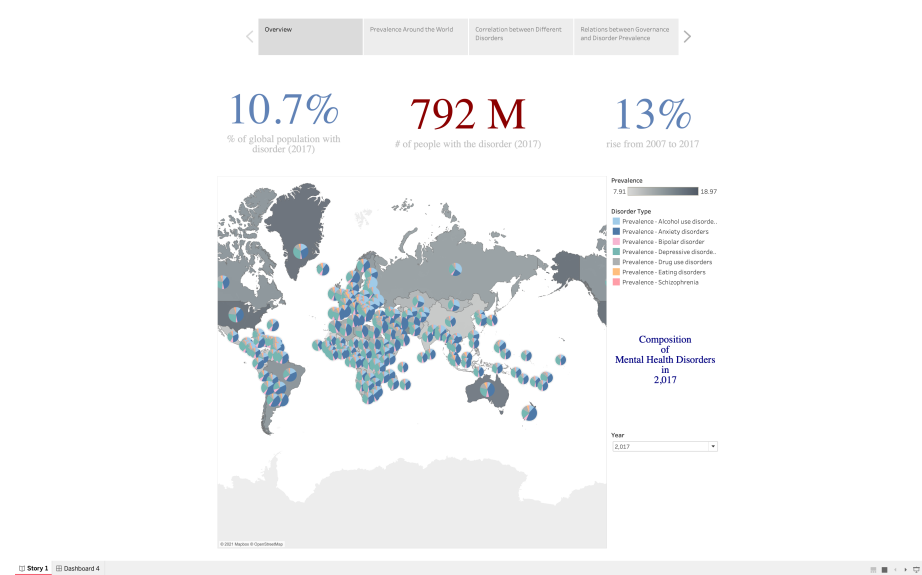 Overview
Prevalence Around the World
Correlation between Different
Disorders
Relations between Governance
and Disorder Prevalence
10.7%
% of global population with
disorder (2017)
792 M
# of people with the disorder (2017)
13%
rise from 2007 to 2017
Prevalence
7.91 18.97
Disorder Type
Prevalence - Alcohol use disorde..
Prevalence - Anxiety disorders
Prevalence - Bipolar disorder
Prevalence - Depressive disorde..
Prevalence - Drug use disorders
Prevalence - Eating disorders
Prevalence - Schizophrenia
Composition
of
Mental Health Disorders
in
2,017
Year
2,017
© 2021 Mapbox © OpenStreetMap
Story 1 Dashboard 4